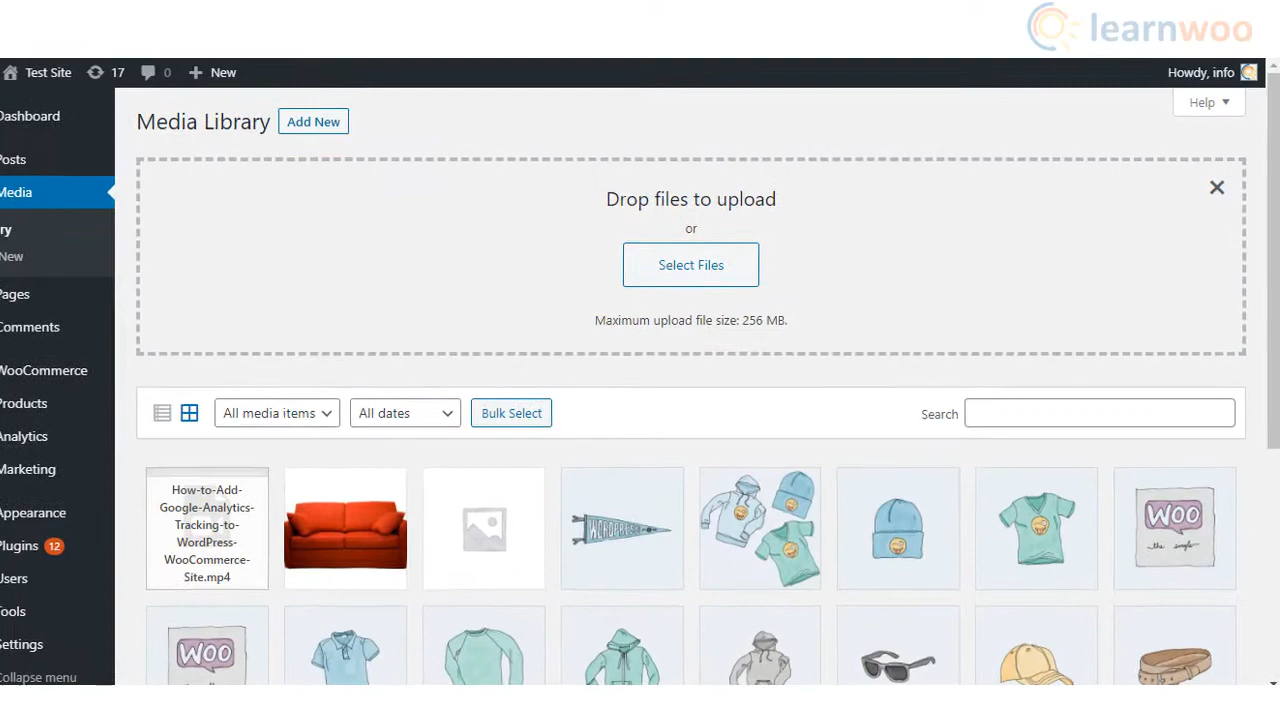 learnwoo
Test Site 17 0 New Howdy, info
Help
Dashboard
Posts
Media
ry
New
Pages
Comments
WooCommerce
Products
Analytics
Marketing
Appearance
Plugins 12
Users
Tools
Settings
Collapse menu
Media Library Add New
Drop files to upload
or
Select Files
Maximum upload file size: 256 MB.
All media items All dates Bulk Select Search
How-to-Add-
Google-Analytics-
Tracking-to-
WordPress-
WooCommerce-
Site.mp4
WORDPRESS
WOO
the single
WOO